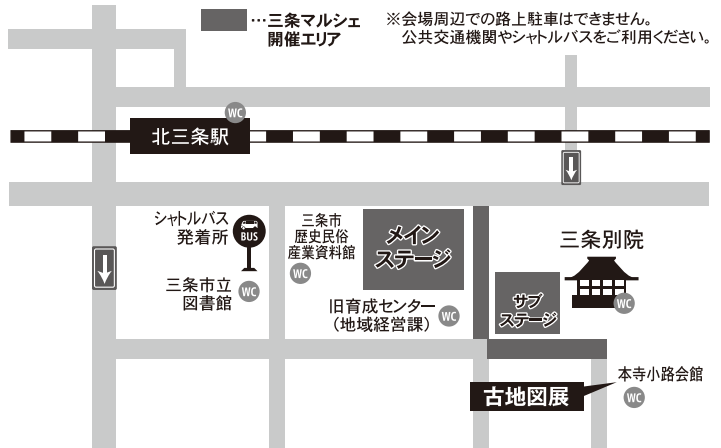 …三条マルシェ
開催エリア
※会場周辺での路上駐車はできません。
公共交通機関やシャトルバスをご利用ください。
WC
北三条駅
シャトルバス
発着所
BUS
三条市
歴史民俗
産業資料館
WC
メイン
ステージ
三条別院
WC
三条市立
図書館
WC
旧育成センター
（地域経営課）
WC
サブ
ステージ
古地図展
本寺小路会館
WC